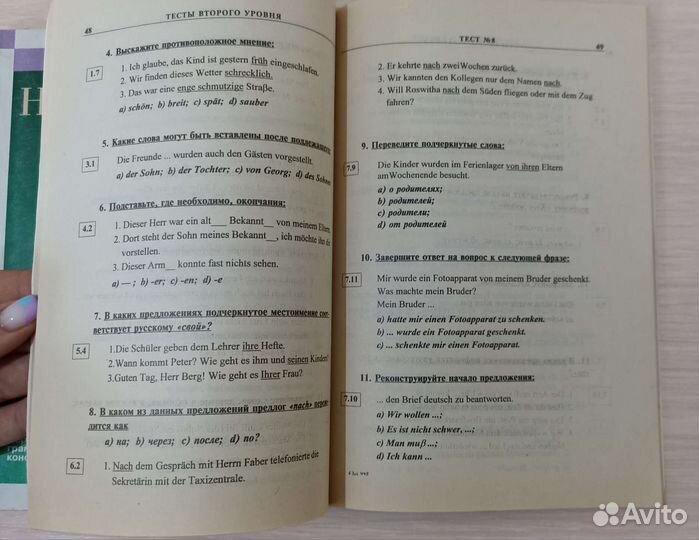 48
ТЕСТЫ ВТОРОГО УРОВНЯ
4. Выскажите противоположное мнение:
1.7
1. Ich glaube, das Kind ist gestern früh eingeschlafen.
2. Wir finden dieses Wetter schrecklich.
3. Das war eine enge schmutzige Straße.
a) schön; b) breit; c) spät; d) sauber
5. Какие слова могут быть вставлены после подлежащего:
3.1
Die Freunde ... wurden auch den Gästen vorgestellt.
a) der Sohn; b) der Tochter; c) von Georg; d) des Sohnes
6. Подставьте, где необходимо, окончания:
4.2
1. Dieser Herr war ein alt__ Bekannt__ von meinem Eltern.
2. Dort steht der Sohn meines Bekannt__, ich möchte ihn dir
vorstellen.
3. Dieser Arm__ konnte fast nichts sehen.
a) — ; b) -er; c) -en; d) -e
7. В каких предложениях подчеркнутое местоимение соот-
ветствует русскому «свой»?
5.4
1.Die Schüler geben dem Lehrer ihre Hefte.
2.Wann kommt Peter? Wie geht es ihm und seinen Kindern?
3.Guten Tag, Herr Berg! Wie geht es Ihrer Frau?
8. В каком из данных предложений предлог «nach» перево-
дится как
a) на; b) через; c) после; d) по?
6.2
1. Nach dem Gespräch mit Herrn Faber telefonierte die
Sekretärin mit der Taxizentrale.
ТЕСТ №8
49
2. Er kehrte nach zwei Wochen zurück.
3. Wir kannten den Kollegen nur dem Namen nach.
4. Will Roswitha nach dem Süden fliegen oder mit dem Zug
fahren?
9. Переведите подчеркнутые слова:
7.9
Die Kinder wurden im Ferienlager von ihren Eltern
amWochenende besucht.
a) о родителях;
b) родителей;
c) родители;
d) от родителей
10. Завершите ответ на вопрос к следующей фразе:
7.11
Mir wurde ein Fotoapparat von meinem Bruder geschenkt.
Was machte mein Bruder?
Mein Bruder ...
a) hatte mir einen Fotoapparat zu schenken.
b) ... wurde ein Fotoapparat geschenkt.
c) ... schenkte mir einen Fotoapparat.
11. Реконструируйте начало предложения:
7.10
... den Brief deutsch zu beantworten.
a) Wir wollen ...;
b) Es ist nicht schwer, ...;
c) Man muß ...;
d) Ich kann ...
Avito